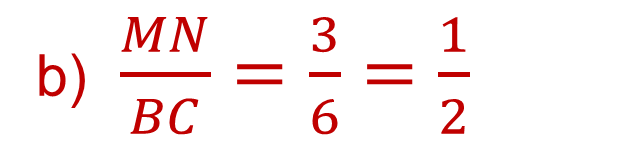 b) MN/BC = 3/6 = 1/2